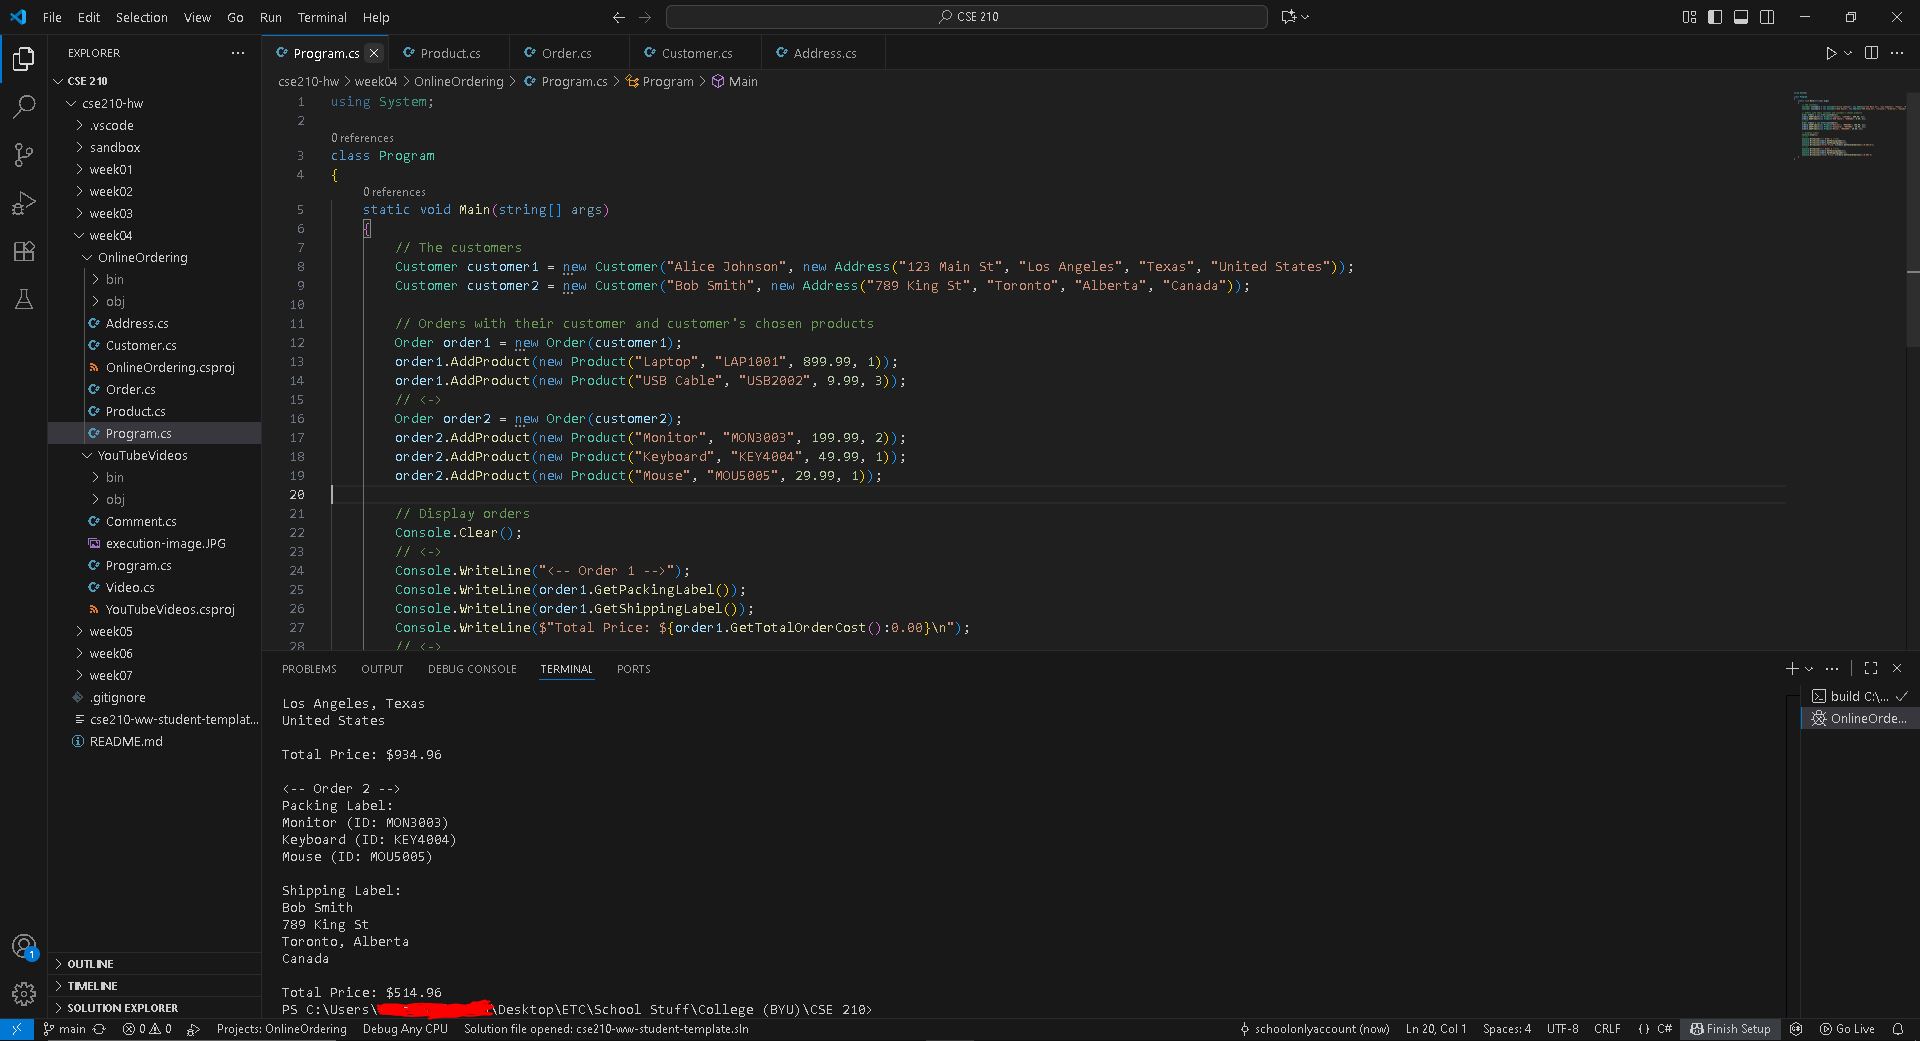 File Edit Selection View Go Run Terminal Help
CSE 210
EXPLORER
CSE 210
cse210-hw
.vscode
sandbox
week01
week02
week03
week04
OnlineOrdering
bin
obj
Address.cs
Customer.cs
OnlineOrdering.csproj
Order.cs
Product.cs
Program.cs
YouTubeVideos
bin
obj
Comment.cs
execution-image.JPG
Program.cs
Video.cs
YouTubeVideos.csproj
week05
week06
week07
.gitignore
cse210-ww-student-templat...
README.md
OUTLINE
TIMELINE
SOLUTION EXPLORER
Program.cs Product.cs Order.cs Customer.cs Address.cs
cse210-hw > week04 > OnlineOrdering > Program.cs > Program > Main
1 using System;
2
0 references
3 class Program
4 {
0 references
5 static void Main(string[] args)
6 {
7 // The customers
8 Customer customer1 = new Customer("Alice Johnson", new Address("123 Main St", "Los Angeles", "Texas", "United States"));
9 Customer customer2 = new Customer("Bob Smith", new Address("789 King St", "Toronto", "Alberta", "Canada"));
10
11 // Orders with their customer and customer's chosen products
12 Order order1 = new Order(customer1);
13 order1.AddProduct(new Product("Laptop", "LAP1001", 899.99, 1));
14 order1.AddProduct(new Product("USB Cable", "USB2002", 9.99, 3));
15 // <->
16 Order order2 = new Order(customer2);
17 order2.AddProduct(new Product("Monitor", "MON3003", 199.99, 2));
18 order2.AddProduct(new Product("Keyboard", "KEY4004", 49.99, 1));
19 order2.AddProduct(new Product("Mouse", "MOU5005", 29.99, 1));
20
21 // Display orders
22 Console.Clear();
23 // <->
24 Console.WriteLine("<-- Order 1 -->");
25 Console.WriteLine(order1.GetPackingLabel());
26 Console.WriteLine(order1.GetShippingLabel());
27 Console.WriteLine($"Total Price: ${order1.GetTotalOrderCost():0.00}\n");
28 // <->
PROBLEMS OUTPUT DEBUG CONSOLE TERMINAL PORTS
build C:\...
OnlineOrde...
Los Angeles, Texas
United States
Total Price: $934.96
<-- Order 2 -->
Packing Label:
Monitor (ID: MON3003)
Keyboard (ID: KEY4004)
Mouse (ID: MOU5005)
Shipping Label:
Bob Smith
789 King St
Toronto, Alberta
Canada
Total Price: $514.96
PS C:\Users\ \Desktop\ETC\School Stuff\College (BYU)\CSE 210>
1
main 0 0 Projects: OnlineOrdering Debug Any CPU Solution file opened: cse210-ww-student-template.sln schoolonlyaccount (now) Ln 20, Col 1 Spaces: 4 UTF-8 CRLF {} C# Finish Setup Go Live